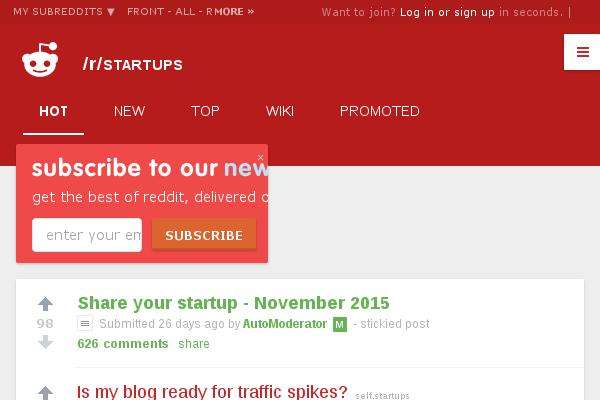 MY SUBREDDITS ▼ FRONT - ALL - R MORE »
Want to join? Log in or sign up in seconds. |
/r/STARTUPS
HOT NEW TOP WIKI PROMOTED
subscribe to our new
get the best of reddit, delivered
enter your em SUBSCRIBE
Share your startup - November 2015
98
Submitted 26 days ago by AutoModerator M - stickied post
626 comments share
Is my blog ready for traffic spikes? self.startups